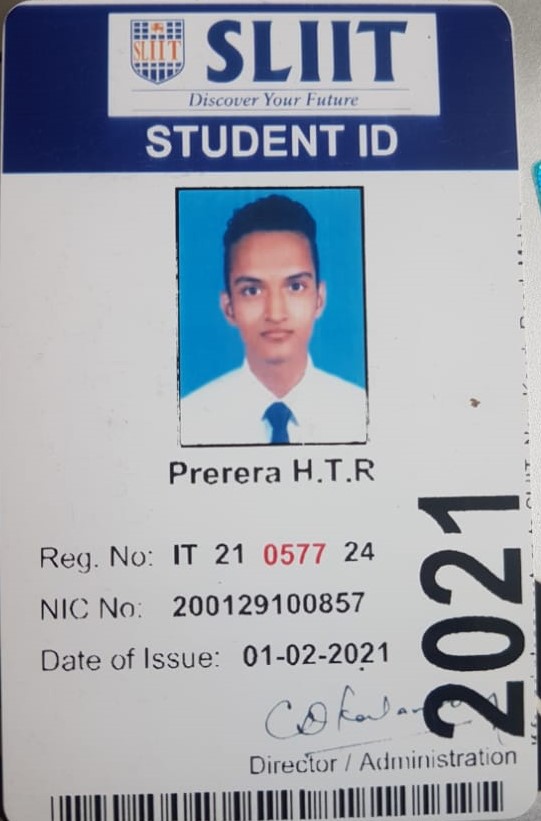 SLIIT
SLIIT
Discover Your Future
STUDENT ID
Prerera H.T.R
Reg. No: IT 21 0577 24
NIC No: 200129100857
Date of Issue: 01-02-2021
2021
Director / Administration